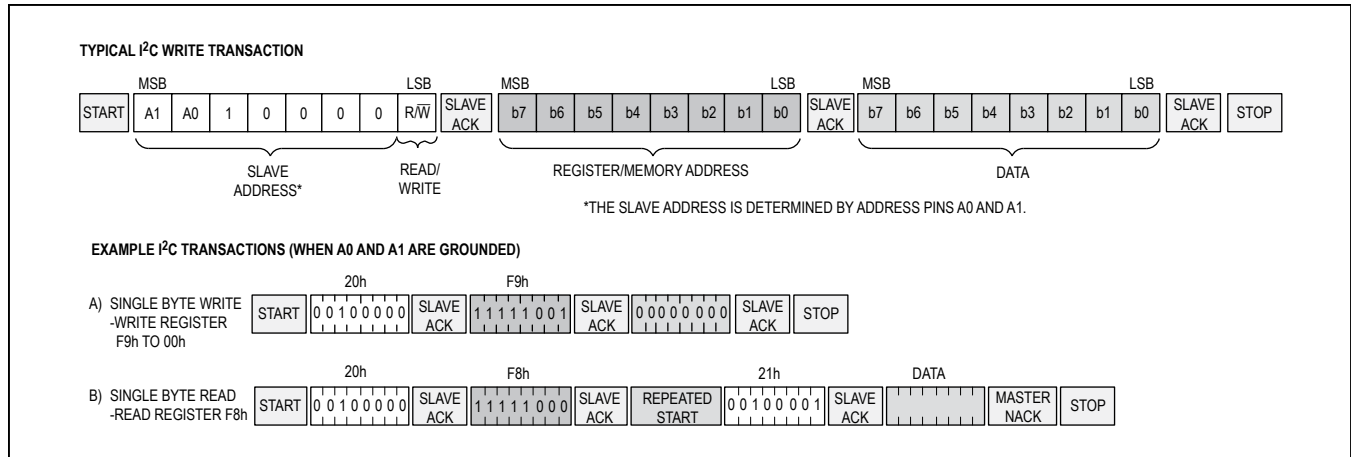 TYPICAL I2C WRITE TRANSACTION
MSB LSB MSB LSB MSB LSB
START A1 A0 1 0 0 0 0 R/W̅ SLAVE ACK b7 b6 b5 b4 b3 b2 b1 b0 SLAVE ACK b7 b6 b5 b4 b3 b2 b1 b0 SLAVE ACK STOP
SLAVE ADDRESS* READ/WRITE REGISTER/MEMORY ADDRESS DATA
*THE SLAVE ADDRESS IS DETERMINED BY ADDRESS PINS A0 AND A1.
EXAMPLE I2C TRANSACTIONS (WHEN A0 AND A1 ARE GROUNDED)
20h F9h
A) SINGLE BYTE WRITE
-WRITE REGISTER
F9h TO 00h
START 0 0 1 0 0 0 0 0 SLAVE ACK 1 1 1 1 1 0 0 1 SLAVE ACK 0 0 0 0 0 0 0 0 SLAVE ACK STOP
20h F8h 21h DATA
B) SINGLE BYTE READ
-READ REGISTER F8h
START 0 0 1 0 0 0 0 0 SLAVE ACK 1 1 1 1 1 0 0 0 SLAVE ACK REPEATED START 0 0 1 0 0 0 0 1 SLAVE ACK MASTER NACK STOP